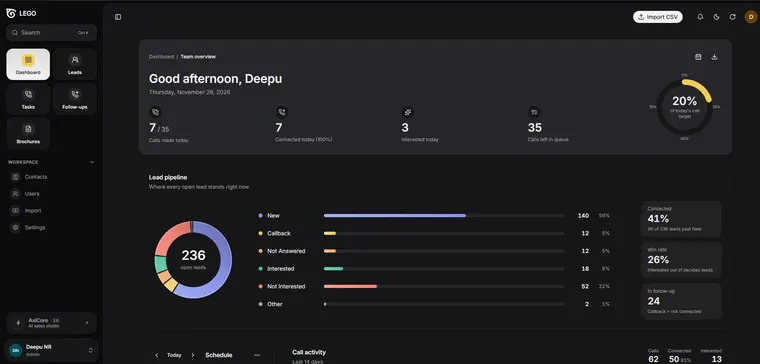 LEGO
Search
Ctrl K
Dashboard
Leads
Tasks
Follow-ups
Brochures
WORKSPACE
Contacts
Users
Import
Settings
AxiCore
AI sales studio
DN
Deepu NR
Admin
Import CSV
D
Dashboard / Team overview
Good afternoon, Deepu
Thursday, November 26, 2026
7 / 35
Calls made today
7
Connected today (100%)
3
Interested today
35
Calls left in queue
0%
25%
50%
75%
20%
of today's call
target
Lead pipeline
Where every open lead stands right now
236
open leads
New 140 59%
Callback 12 5%
Not Answered 12 5%
Interested 18 8%
Not Interested 52 22%
Other 2 1%
Contacted
41%
96 of 236 leads past New
Win rate
26%
Interested out of decided leads
In follow-up
24
Callback + not connected
Today
Schedule
Call activity
Last 14 days
Calls
62
Connected
50 81%
Interested
13